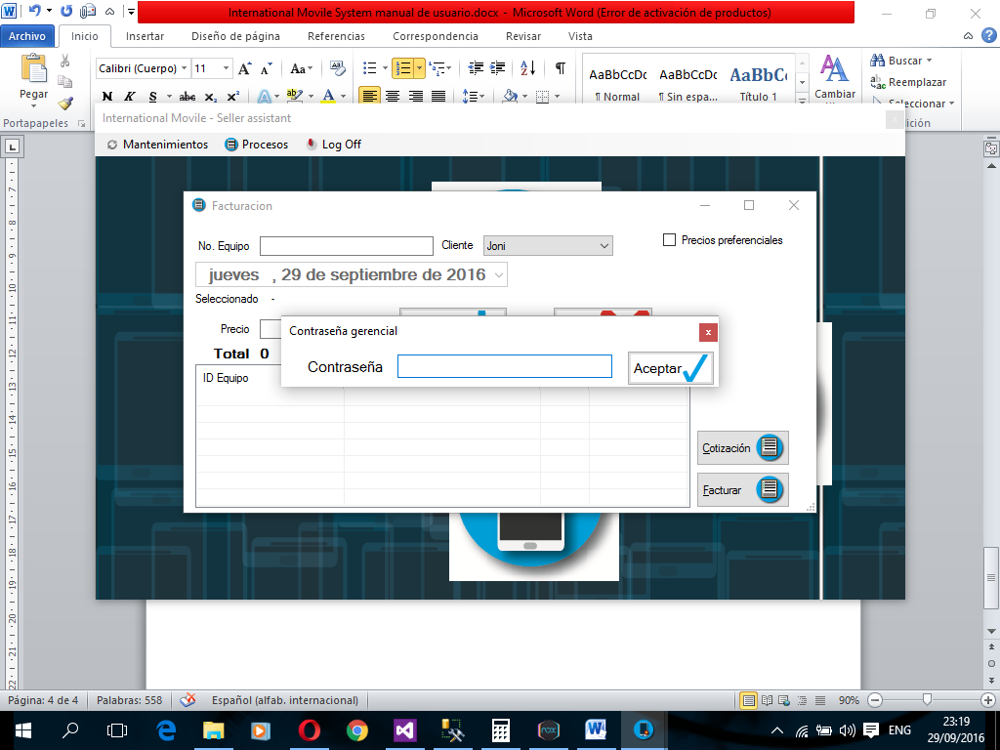 International Movile System manual de usuario.docx - Microsoft Word (Error de activación de productos)
Archivo Inicio Insertar Diseño de página Referencias Correspondencia Revisar Vista
Pegar
Portapapeles
Calibri (Cuerpo) 11 A A Aa
N K S abc X₂ X² A ab A
AaBbCcDc AaBbCcDc AaBbC
¶ Normal ¶ Sin espa... Título 1
Cambiar
Buscar
Reemplazar
Seleccionar
International Movile - Seller assistant
Mantenimientos Procesos Log Off
Facturacion
No. Equipo Cliente Joni Precios preferenciales
jueves , 29 de septiembre de 2016
Seleccionado -
Precio
Total 0
ID Equipo
Contraseña gerencial x
Contraseña Aceptar
Cotización
Facturar
Página: 4 de 4 Palabras: 558 Español (alfab. internacional) 90%
ENG 23:19
29/09/2016